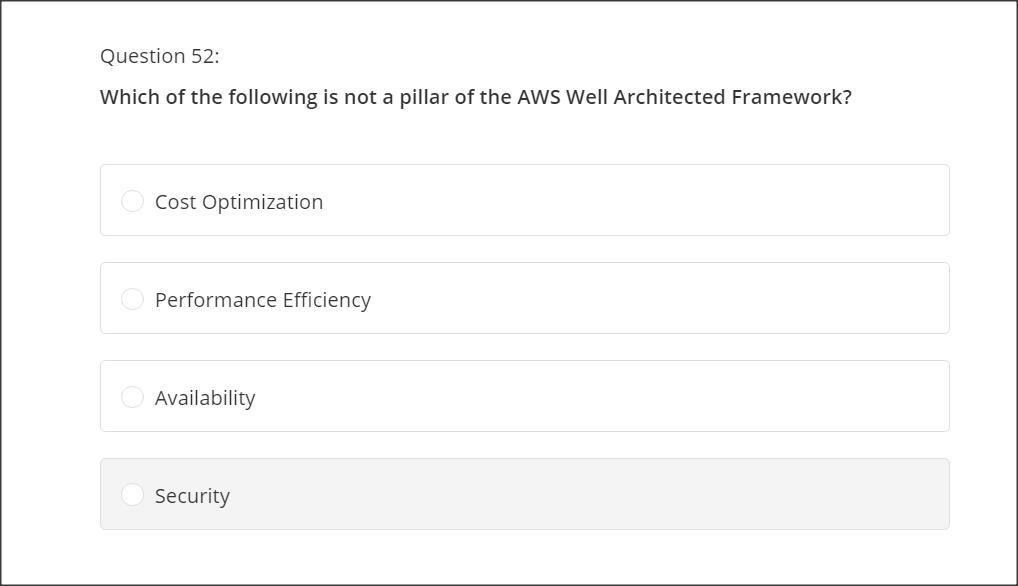 Question 52:
Which of the following is not a pillar of the AWS Well Architected Framework?
Cost Optimization
Performance Efficiency
Availability
Security